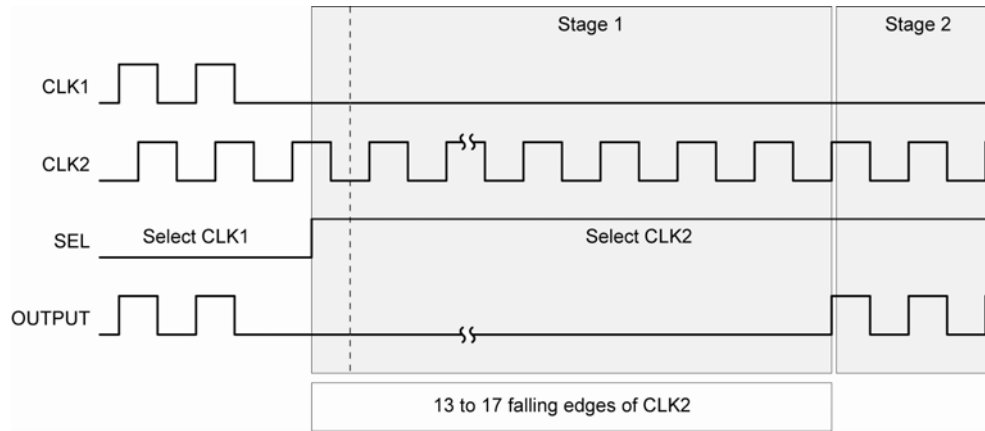 Stage 1
Stage 2
CLK1
CLK2
SEL
Select CLK1
Select CLK2
OUTPUT
13 to 17 falling edges of CLK2